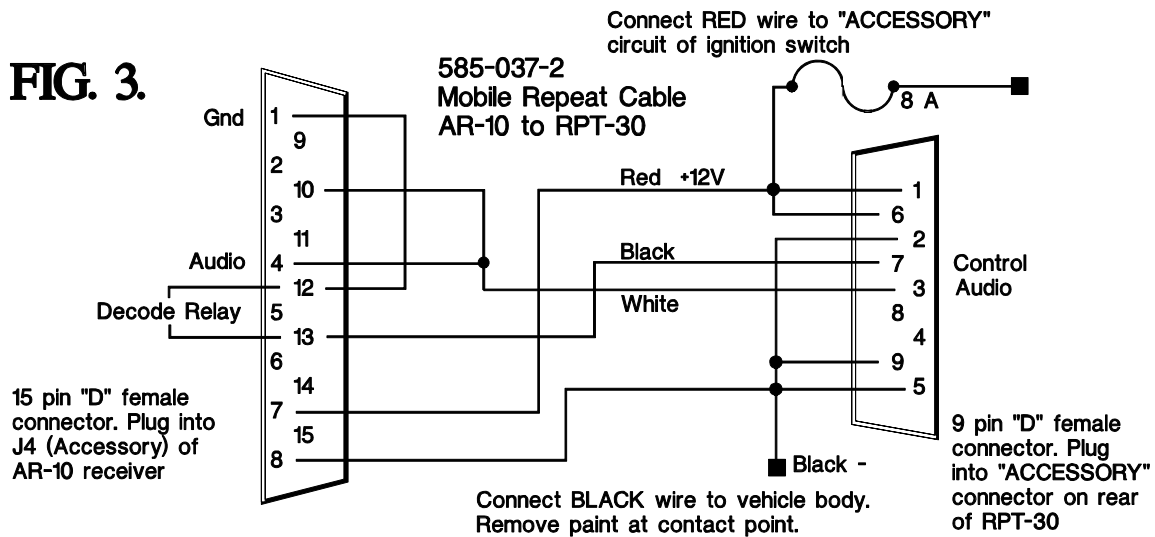 Connect RED wire to "ACCESSORY"
circuit of ignition switch
FIG. 3.
585-037-2
Mobile Repeat Cable
AR-10 to RPT-30
8 A
Gnd
1
9
2
10
3
11
Audio
4
12
Decode Relay
5
13
6
14
7
15
8
Red +12V
Black
White
1
6
2
7
3
8
4
9
5
Control
Audio
15 pin "D" female
connector. Plug into
J4 (Accessory) of
AR-10 receiver
Black -
Connect BLACK wire to vehicle body.
Remove paint at contact point.
9 pin "D" female
connector. Plug
into "ACCESSORY"
connector on rear
of RPT-30